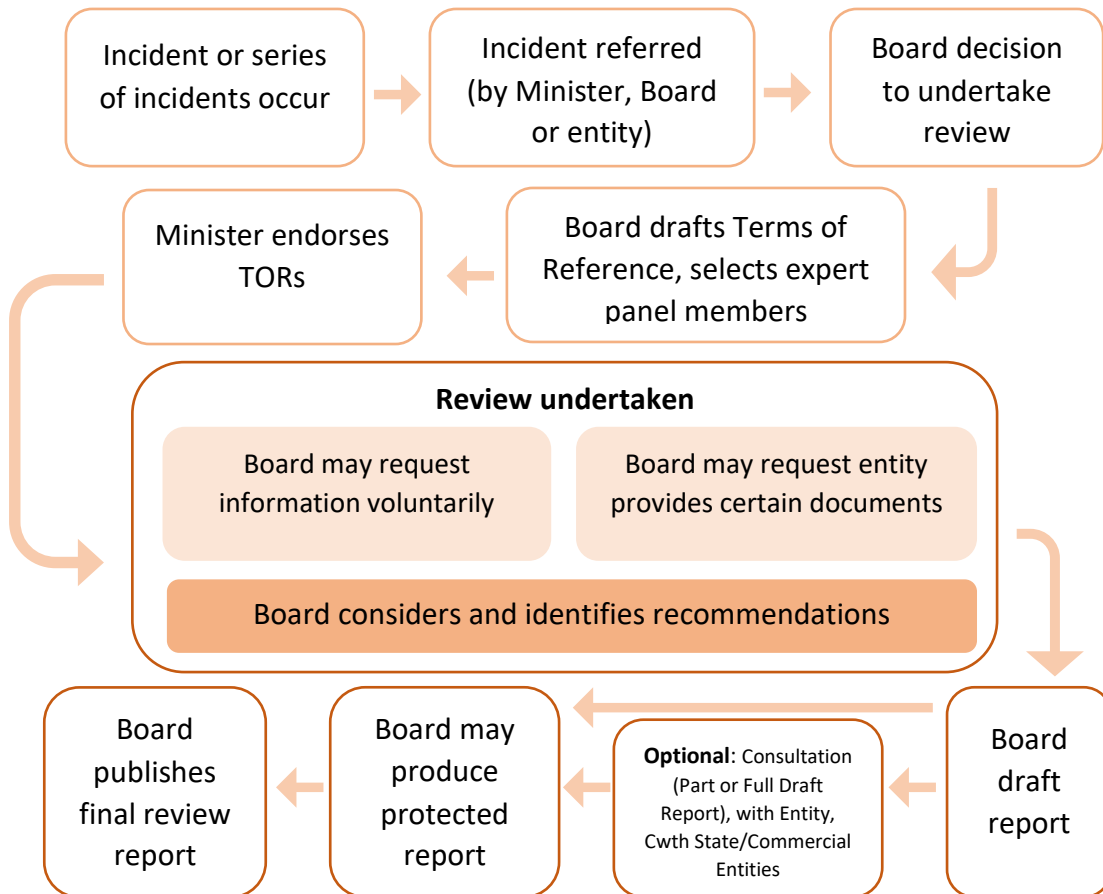 Incident or series
of incidents occur
Incident referred
(by Minister, Board
or entity)
Board decision
to undertake
review
Board drafts Terms of
Reference, selects expert
panel members
Minister endorses
TORs
Review undertaken
Board may request
information voluntarily
Board may request entity
provides certain documents
Board considers and identifies recommendations
Board
draft
report
Optional: Consultation
(Part or Full Draft
Report), with Entity,
Cwth State/Commercial
Entities
Board may
produce
protected
report
Board
publishes
final review
report